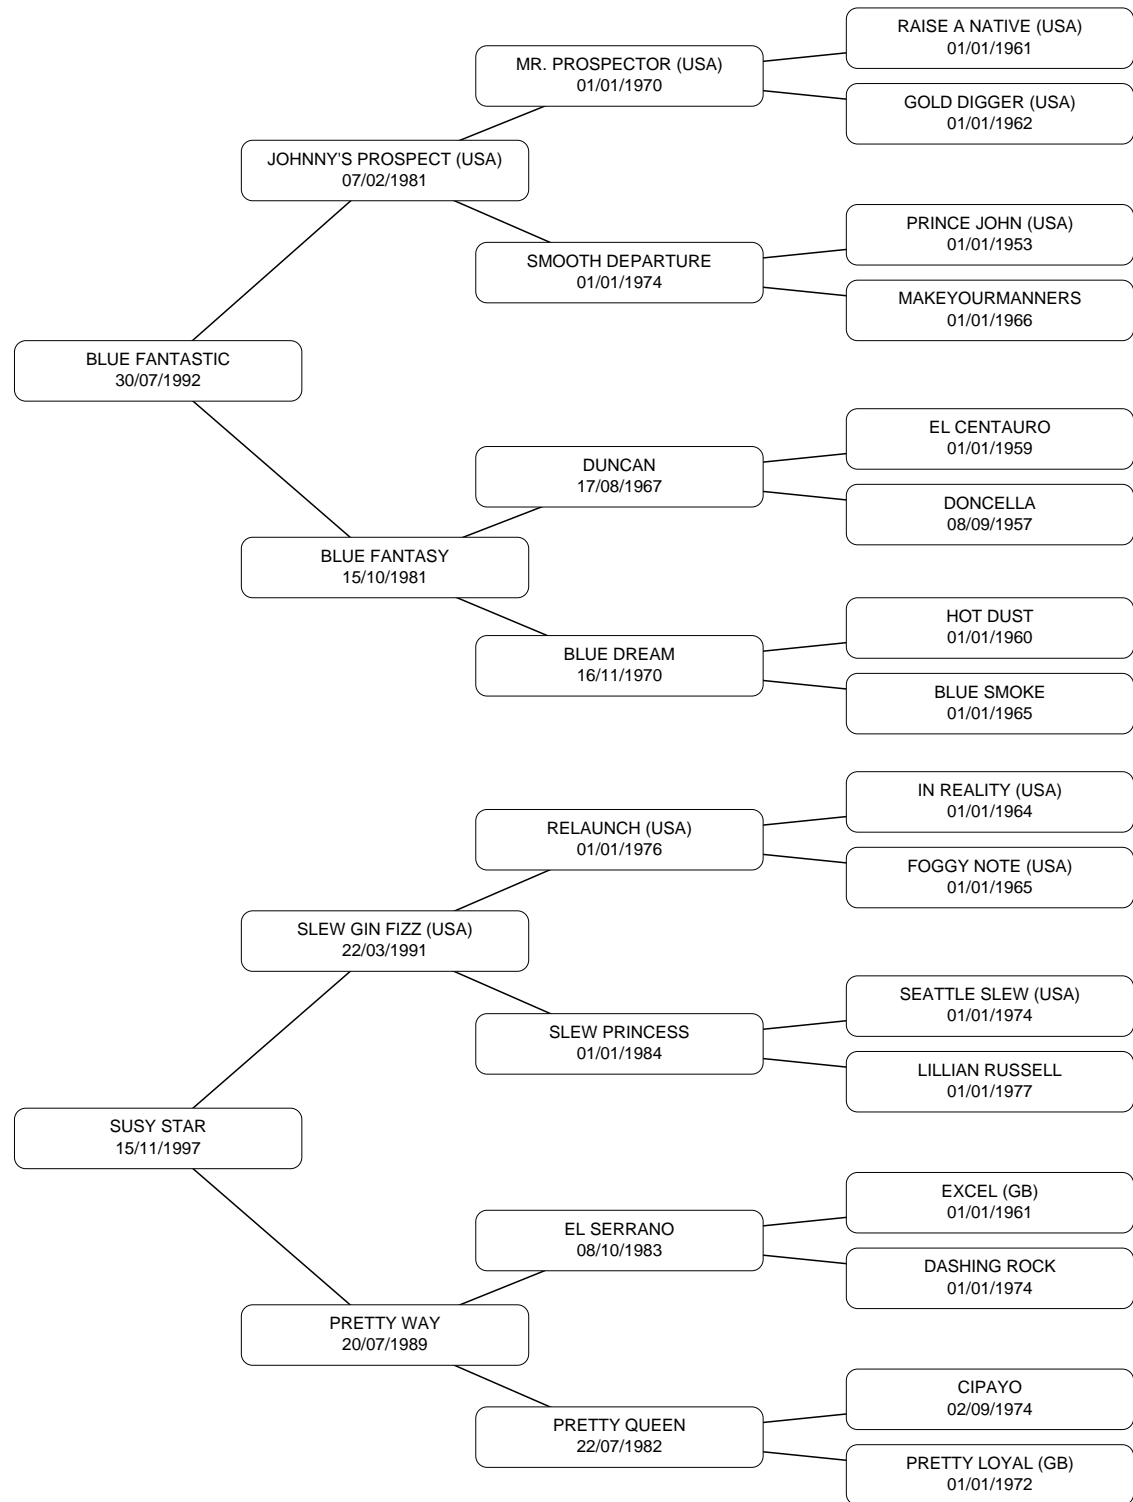 RAISE A NATIVE (USA)
01/01/1961
MR. PROSPECTOR (USA)
01/01/1970
GOLD DIGGER (USA)
01/01/1962
JOHNNY'S PROSPECT (USA)
07/02/1981
PRINCE JOHN (USA)
01/01/1953
SMOOTH DEPARTURE
01/01/1974
MAKEYOURMANNERS
01/01/1966
BLUE FANTASTIC
30/07/1992
EL CENTAURO
01/01/1959
DUNCAN
17/08/1967
DONCELLA
08/09/1957
BLUE FANTASY
15/10/1981
HOT DUST
01/01/1960
BLUE DREAM
16/11/1970
BLUE SMOKE
01/01/1965
IN REALITY (USA)
01/01/1964
RELAUNCH (USA)
01/01/1976
FOGGY NOTE (USA)
01/01/1965
SLEW GIN FIZZ (USA)
22/03/1991
SEATTLE SLEW (USA)
01/01/1974
SLEW PRINCESS
01/01/1984
LILLIAN RUSSELL
01/01/1977
SUSY STAR
15/11/1997
EXCEL (GB)
01/01/1961
EL SERRANO
08/10/1983
DASHING ROCK
01/01/1974
PRETTY WAY
20/07/1989
CIPAYO
02/09/1974
PRETTY QUEEN
22/07/1982
PRETTY LOYAL (GB)
01/01/1972